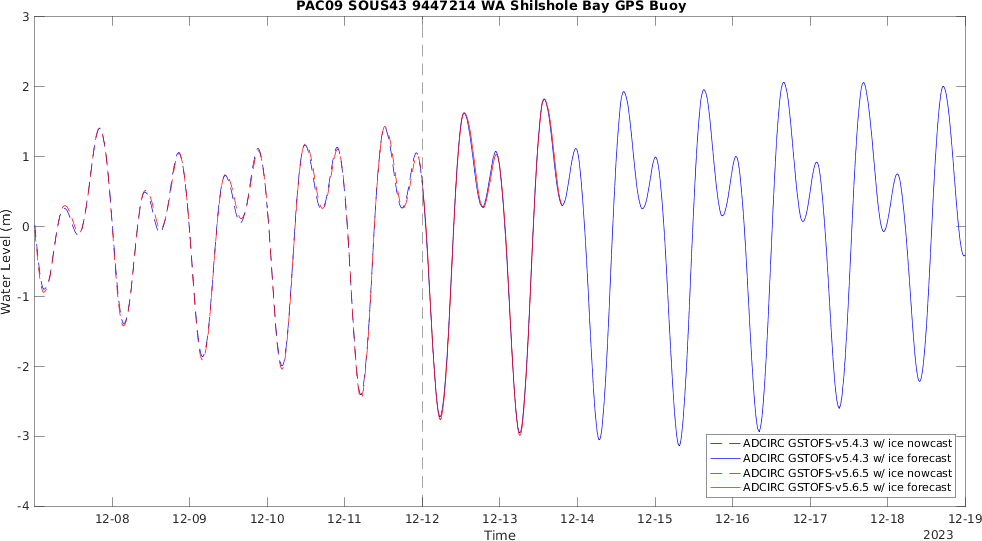 PAC09 SOUS43 9447214 WA Shilshole Bay GPS Buoy
Water Level (m)
3
2
1
0
-1
-2
-3
-4
ADCIRC GSTOFS-v5.4.3 w/ ice nowcast
ADCIRC GSTOFS-v5.4.3 w/ ice forecast
ADCIRC GSTOFS-v5.6.5 w/ ice nowcast
ADCIRC GSTOFS-v5.6.5 w/ ice forecast
12-08 12-09 12-10 12-11 12-12 12-13 12-14 12-15 12-16 12-17 12-18 12-19
Time
2023